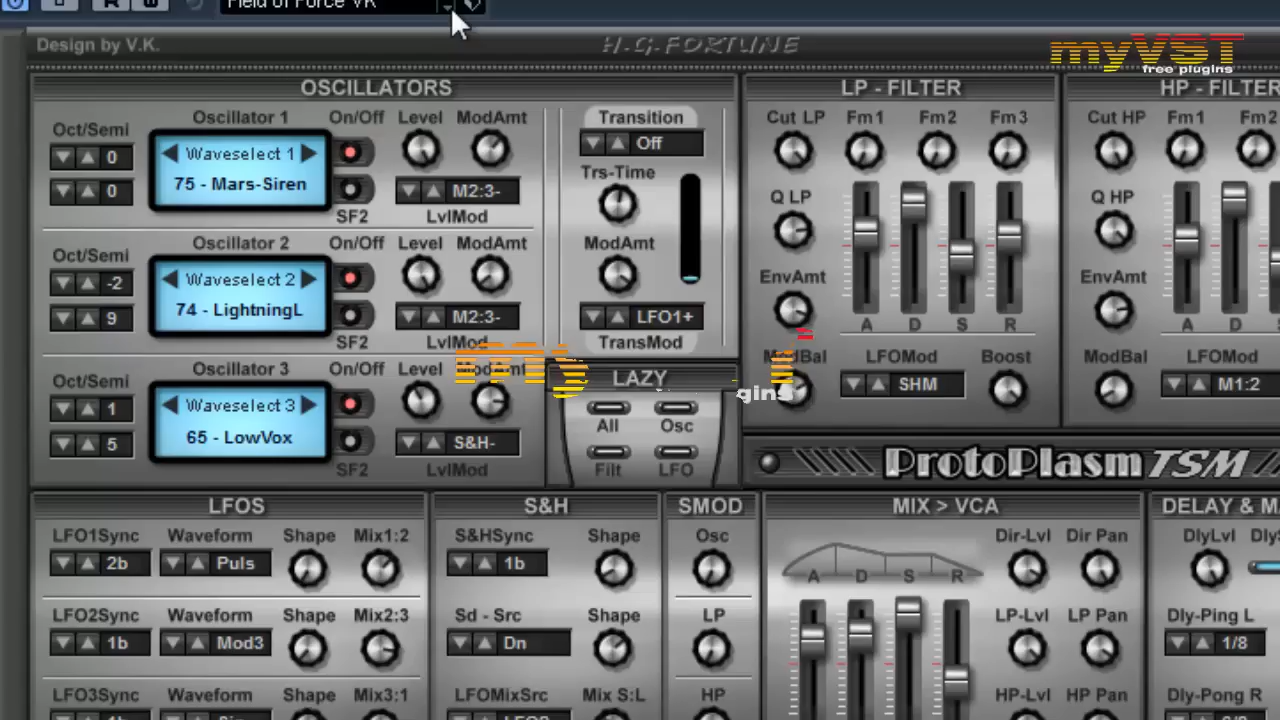 Field of Force VK
Design by V.K.
H-G-FORTUNE
myVST
free plugins
OSCILLATORS
Oct/Semi
0
0
Oscillator 1
Waveselect 1
75 - Mars-Siren
On/Off
SF2
Level
ModAmt
M2:3-
LvlMod
Oct/Semi
-2
9
Oscillator 2
Waveselect 2
74 - LightningL
On/Off
SF2
Level
ModAmt
M2:3-
LvlMod
Oct/Semi
1
5
Oscillator 3
Waveselect 3
65 - LowVox
On/Off
SF2
Level
ModAmt
S&H-
LvlMod
Transition
Off
Trs-Time
ModAmt
LFO1+
TransMod
LAZY
All
Osc
Filt
LFO
LP - FILTER
Cut LP
Fm1
Fm2
Fm3
Q LP
EnvAmt
A
D
S
R
ModBal
LFOMod
SHM
Boost
HP - FILTER
Cut HP
Fm1
Fm2
Q HP
EnvAmt
A
D
ModBal
LFOMod
M1:2
gins
ProtoPlasm TSM
LFOS
LFO1Sync
Waveform
Shape
Mix1:2
2b
Puls
LFO2Sync
Waveform
Shape
Mix2:3
1b
Mod3
LFO3Sync
Waveform
Shape
Mix3:1
S&H
S&HSync
Shape
1b
Sd - Src
Shape
Dn
LFOMixSrc
Mix S:L
SMOD
Osc
LP
HP
MIX > VCA
A
D
S
R
Dir-Lvl
Dir Pan
LP-Lvl
LP Pan
HP-Lvl
HP Pan
DELAY & M
DlyLvl
Dly
Dly-Ping L
1/8
Dly-Pong R